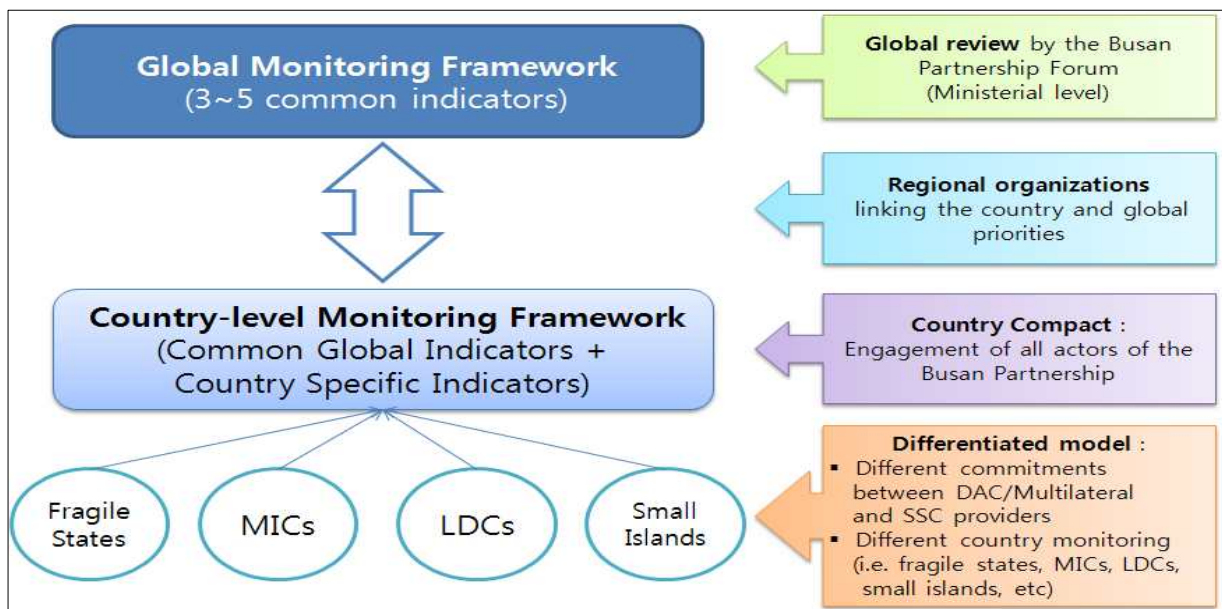 Global Monitoring Framework
(3~5 common indicators)
Global review by the Busan
Partnership Forum
(Ministerial level)
Regional organizations
linking the country and global
priorities
Country-level Monitoring Framework
(Common Global Indicators +
Country Specific Indicators)
Country Compact :
Engagement of all actors of the
Busan Partnership
Fragile
States
MICs
LDCs
Small
Islands
Differentiated model :
▪ Different commitments
between DAC/Multilateral
and SSC providers
▪ Different country monitoring
(i.e. fragile states, MICs, LDCs,
small islands, etc)